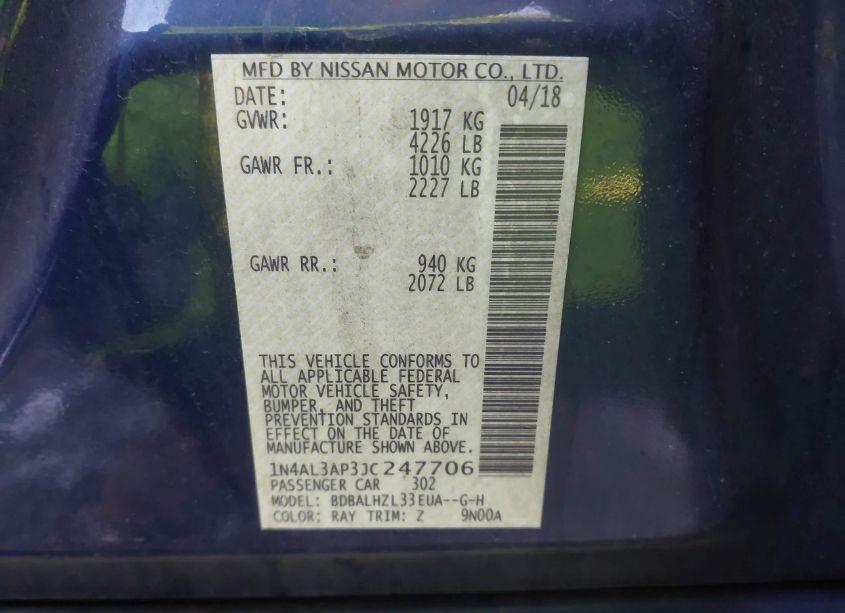 MFD BY NISSAN MOTOR CO., LTD.
DATE: 04/18
GVWR: 1917 KG
4226 LB
GAWR FR.: 1010 KG
2227 LB
GAWR RR.: 940 KG
2072 LB
THIS VEHICLE CONFORMS TO
ALL APPLICABLE FEDERAL
MOTOR VEHICLE SAFETY,
BUMPER, AND THEFT
PREVENTION STANDARDS IN
EFFECT ON THE DATE OF
MANUFACTURE SHOWN ABOVE.
1N4AL3AP3JC247706
PASSENGER CAR 302
MODEL: BDBALHZL33EUA--G-H
COLOR: RAY TRIM: Z 9N00A